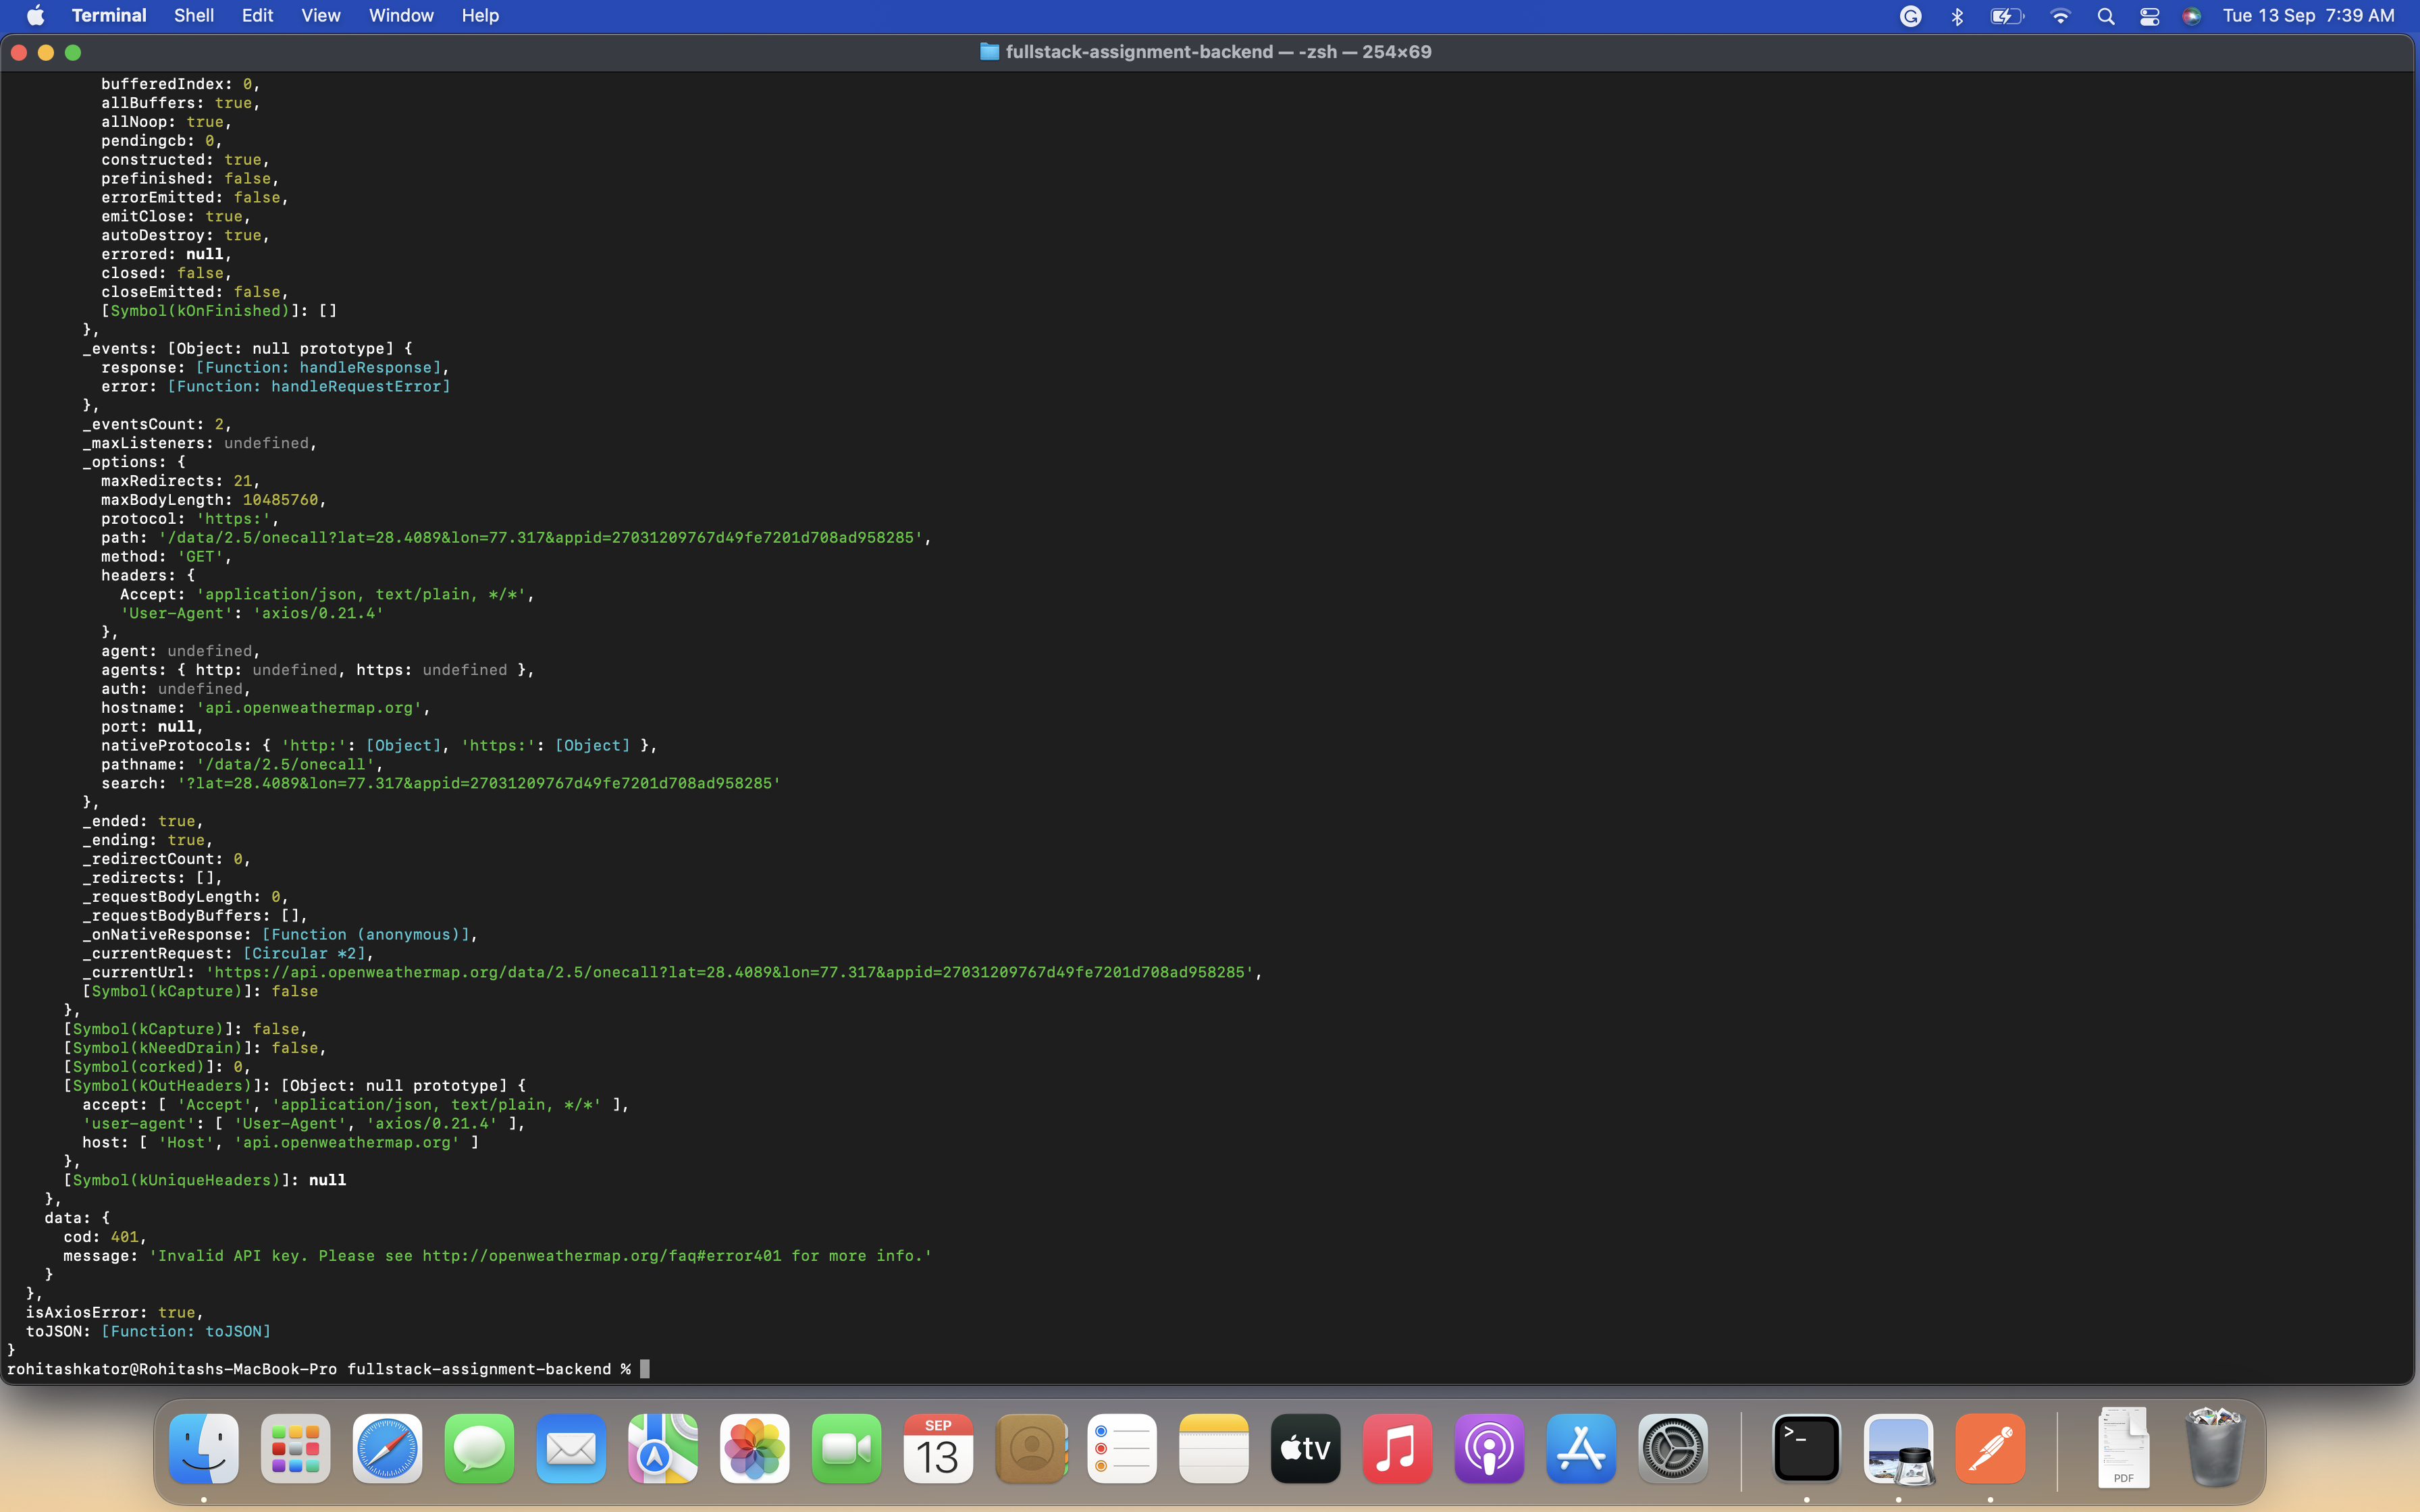 Terminal Shell Edit View Window Help Tue 13 Sep 7:39 AM
fullstack-assignment-backend — -zsh — 254×69
bufferedIndex: 0,
allBuffers: true,
allNoop: true,
pendingcb: 0,
constructed: true,
prefinished: false,
errorEmitted: false,
emitClose: true,
autoDestroy: true,
errored: null,
closed: false,
closeEmitted: false,
[Symbol(kOnFinished)]: []
},
_events: [Object: null prototype] {
response: [Function: handleResponse],
error: [Function: handleRequestError]
},
_eventsCount: 2,
_maxListeners: undefined,
_options: {
maxRedirects: 21,
maxBodyLength: 10485760,
protocol: 'https:',
path: '/data/2.5/onecall?lat=28.4089&lon=77.317&appid=27031209767d49fe7201d708ad958285',
method: 'GET',
headers: {
Accept: 'application/json, text/plain, */*',
'User-Agent': 'axios/0.21.4'
},
agent: undefined,
agents: { http: undefined, https: undefined },
auth: undefined,
hostname: 'api.openweathermap.org',
port: null,
nativeProtocols: { 'http:': [Object], 'https:': [Object] },
pathname: '/data/2.5/onecall',
search: '?lat=28.4089&lon=77.317&appid=27031209767d49fe7201d708ad958285'
},
_ended: true,
_ending: true,
_redirectCount: 0,
_redirects: [],
_requestBodyLength: 0,
_requestBodyBuffers: [],
_onNativeResponse: [Function (anonymous)],
_currentRequest: [Circular *2],
_currentUrl: 'https://api.openweathermap.org/data/2.5/onecall?lat=28.4089&lon=77.317&appid=27031209767d49fe7201d708ad958285',
[Symbol(kCapture)]: false
},
[Symbol(kCapture)]: false,
[Symbol(kNeedDrain)]: false,
[Symbol(corked)]: 0,
[Symbol(kOutHeaders)]: [Object: null prototype] {
accept: [ 'Accept', 'application/json, text/plain, */*' ],
'user-agent': [ 'User-Agent', 'axios/0.21.4' ],
host: [ 'Host', 'api.openweathermap.org' ]
},
[Symbol(kUniqueHeaders)]: null
},
data: {
cod: 401,
message: 'Invalid API key. Please see http://openweathermap.org/faq#error401 for more info.'
}
},
isAxiosError: true,
toJSON: [Function: toJSON]
}
rohitashkator@Rohitashs-MacBook-Pro fullstack-assignment-backend %
SEP
13
tv
>_
PDF